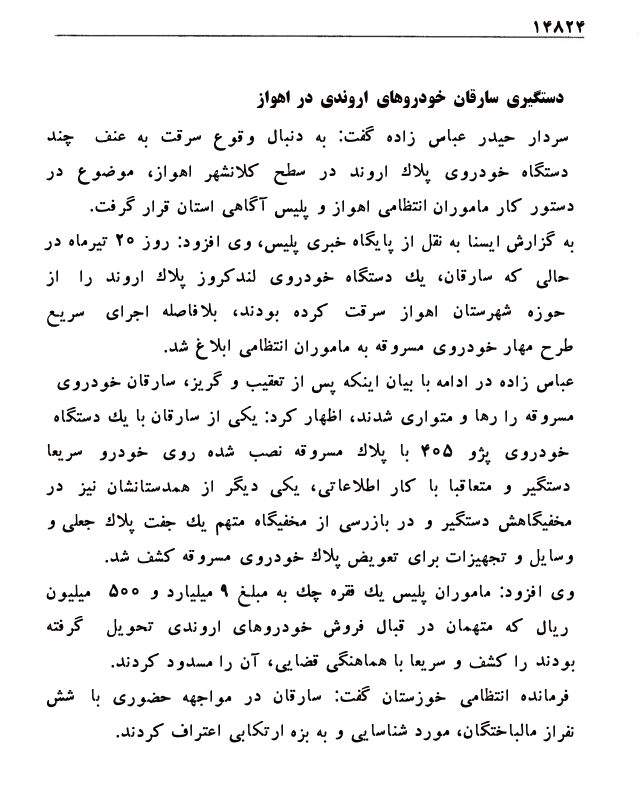 ۱۴۸۲۴
دستگیری سارقان خودروهای اروندی در اهواز
سردار حیدر عباس زاده گفت: به دنبال وقوع سرقت به عنف چند
دستگاه خودروی پلاک اروند در سطح کلانشهر اهواز، موضوع در
دستور کار ماموران انتظامی اهواز و پلیس آگاهی استان قرار گرفت.
به گزارش ایسنا به نقل از پایگاه خبری پلیس، وی افزود: روز ۲۰ تیرماه در
حالی که سارقان، یك دستگاه خودروی لندکروز پلاك اروند را از
حوزه شهرستان اهواز سرقت کرده بودند، بلافاصله اجرای سریع
طرح مهار خودروی مسروقه به ماموران انتظامی ابلاغ شد.
عباس زاده در ادامه با بیان اینکه پس از تعقیب و گریز، سارقان خودروی
مسروقه را رها و متواری شدند، اظهار کرد: یکی از سارقان با یك دستگاه
خودروی پژو ۴۰۵ با پلاك مسروقه نصب شده روی خودرو سریعا
دستگیر و متعاقبا با کار اطلاعاتی، یکی دیگر از همدستانشان نیز در
مخفیگاهش دستگیر و در بازرسی از مخفیگاه متهم یك جفت پلاك جعلی و
وسایل و تجهیزات برای تعویض پلاك خودروی مسروقه کشف شد.
وی افزود: ماموران پلیس یك فقره چك به مبلغ ۹ میلیارد و ۵۰۰ میلیون
ریال که متهمان در قبال فروش خودروهای اروندی تحویل گرفته
بودند را کشف و سریعا با هماهنگی قضایی، آن را مسدود کردند.
فرمانده انتظامی خوزستان گفت: سارقان در مواجهه حضوری با شش
نفراز مالباختگان، مورد شناسایی و به بزه ارتکابی اعتراف کردند.